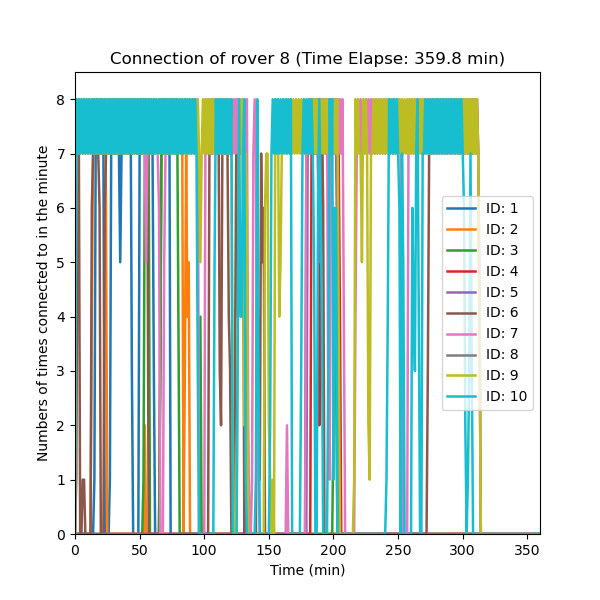 Connection of rover 8 (Time Elapse: 359.8 min)
Numbers of times connected to in the minute
8
7
6
5
4
3
2
1
0
ID: 1
ID: 2
ID: 3
ID: 4
ID: 5
ID: 6
ID: 7
ID: 8
ID: 9
ID: 10
0 50 100 150 200 250 300 350
Time (min)